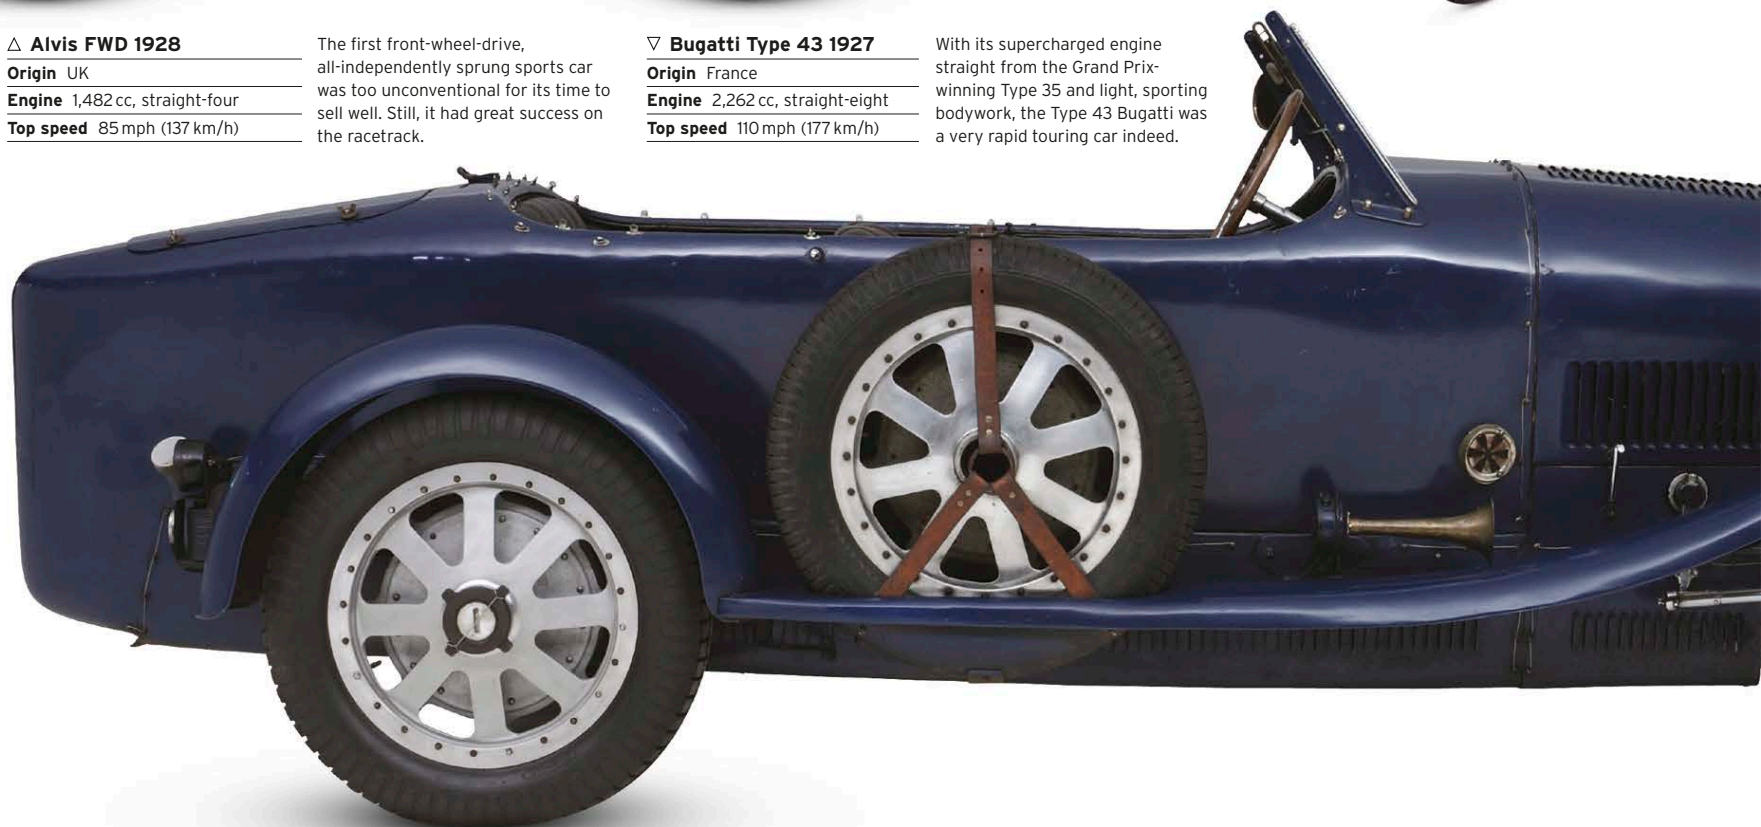 △ Alvis FWD 1928
Origin UK
Engine 1,482 cc, straight-four
Top speed 85 mph (137 km/h)
The first front-wheel-drive,
all-independently sprung sports car
was too unconventional for its time to
sell well. Still, it had great success on
the racetrack.
▽ Bugatti Type 43 1927
Origin France
Engine 2,262 cc, straight-eight
Top speed 110 mph (177 km/h)
With its supercharged engine
straight from the Grand Prix-
winning Type 35 and light, sporting
bodywork, the Type 43 Bugatti was
a very rapid touring car indeed.